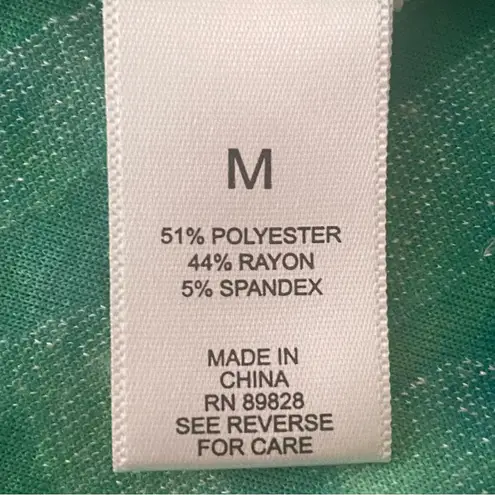 M
51% POLYESTER
44% RAYON
5% SPANDEX
MADE IN
CHINA
RN 89828
SEE REVERSE
FOR CARE